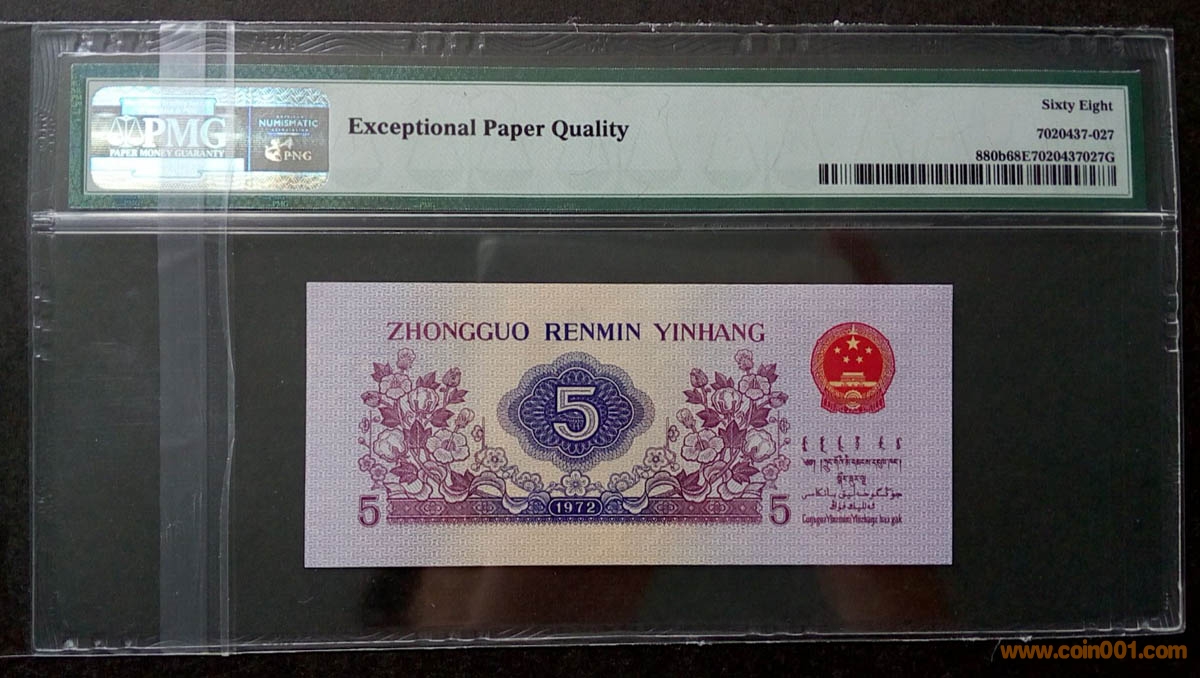 PMG
PAPER MONEY GUARANTY
NUMISMATIC
PNG
Exceptional Paper Quality
Sixty Eight
7020437-027
880b68E7020437027G
ZHONGGUO RENMIN YINHANG
5
5
1972
5
www.coin001.com